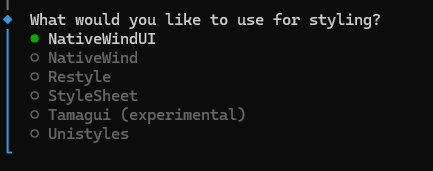 What would you like to use for styling?
NativeWindUI
NativeWind
Restyle
StyleSheet
Tamagui (experimental)
Unistyles